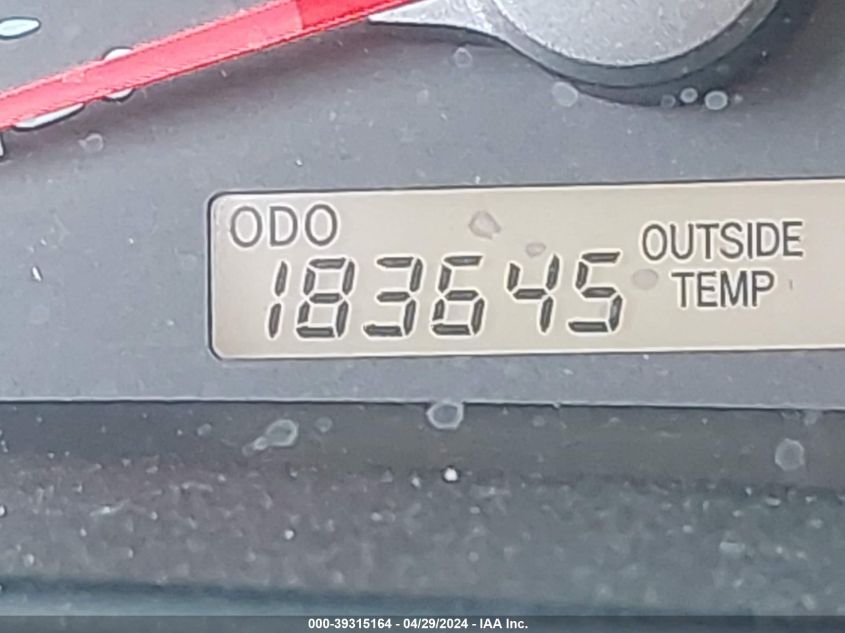 ODO
183645
OUTSIDE
TEMP
000-39315164 - 04/29/2024 - IAA Inc.